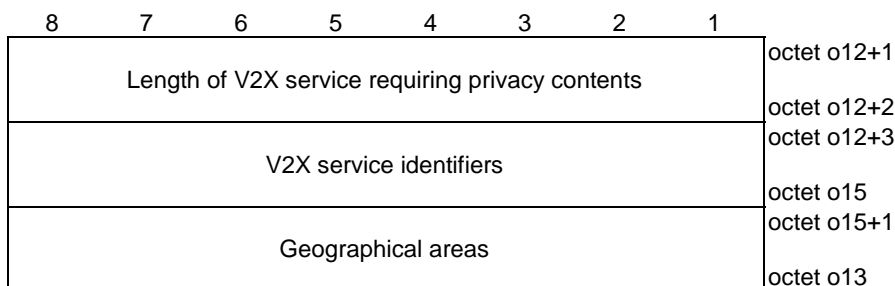 8 7 6 5 4 3 2 1
octet o12+1
Length of V2X service requiring privacy contents
octet o12+2
octet o12+3
V2X service identifiers
octet o15
octet o15+1
Geographical areas
octet o13